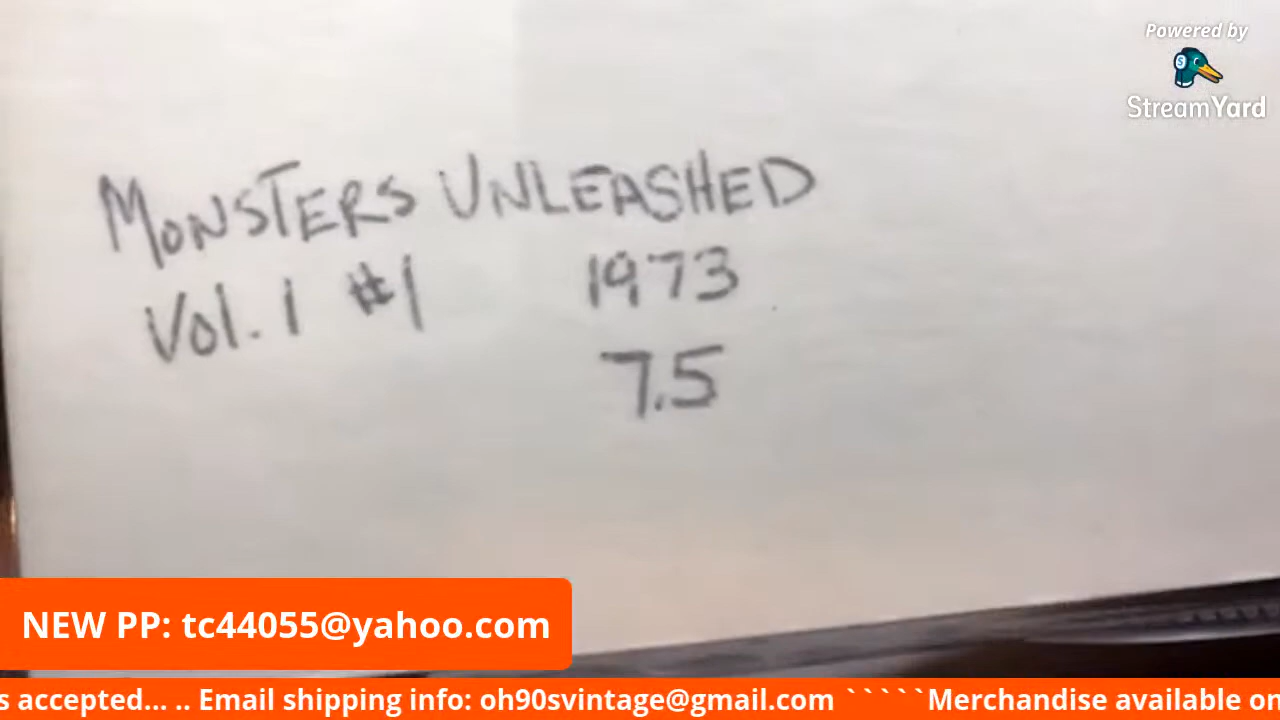 Powered by
StreamYard
MONSTERS UNLEASHED
Vol. 1 #1 1973
7.5
NEW PP: tc44055@yahoo.com
s accepted... .. Email shipping info: oh90svintage@gmail.com `````Merchandise available on